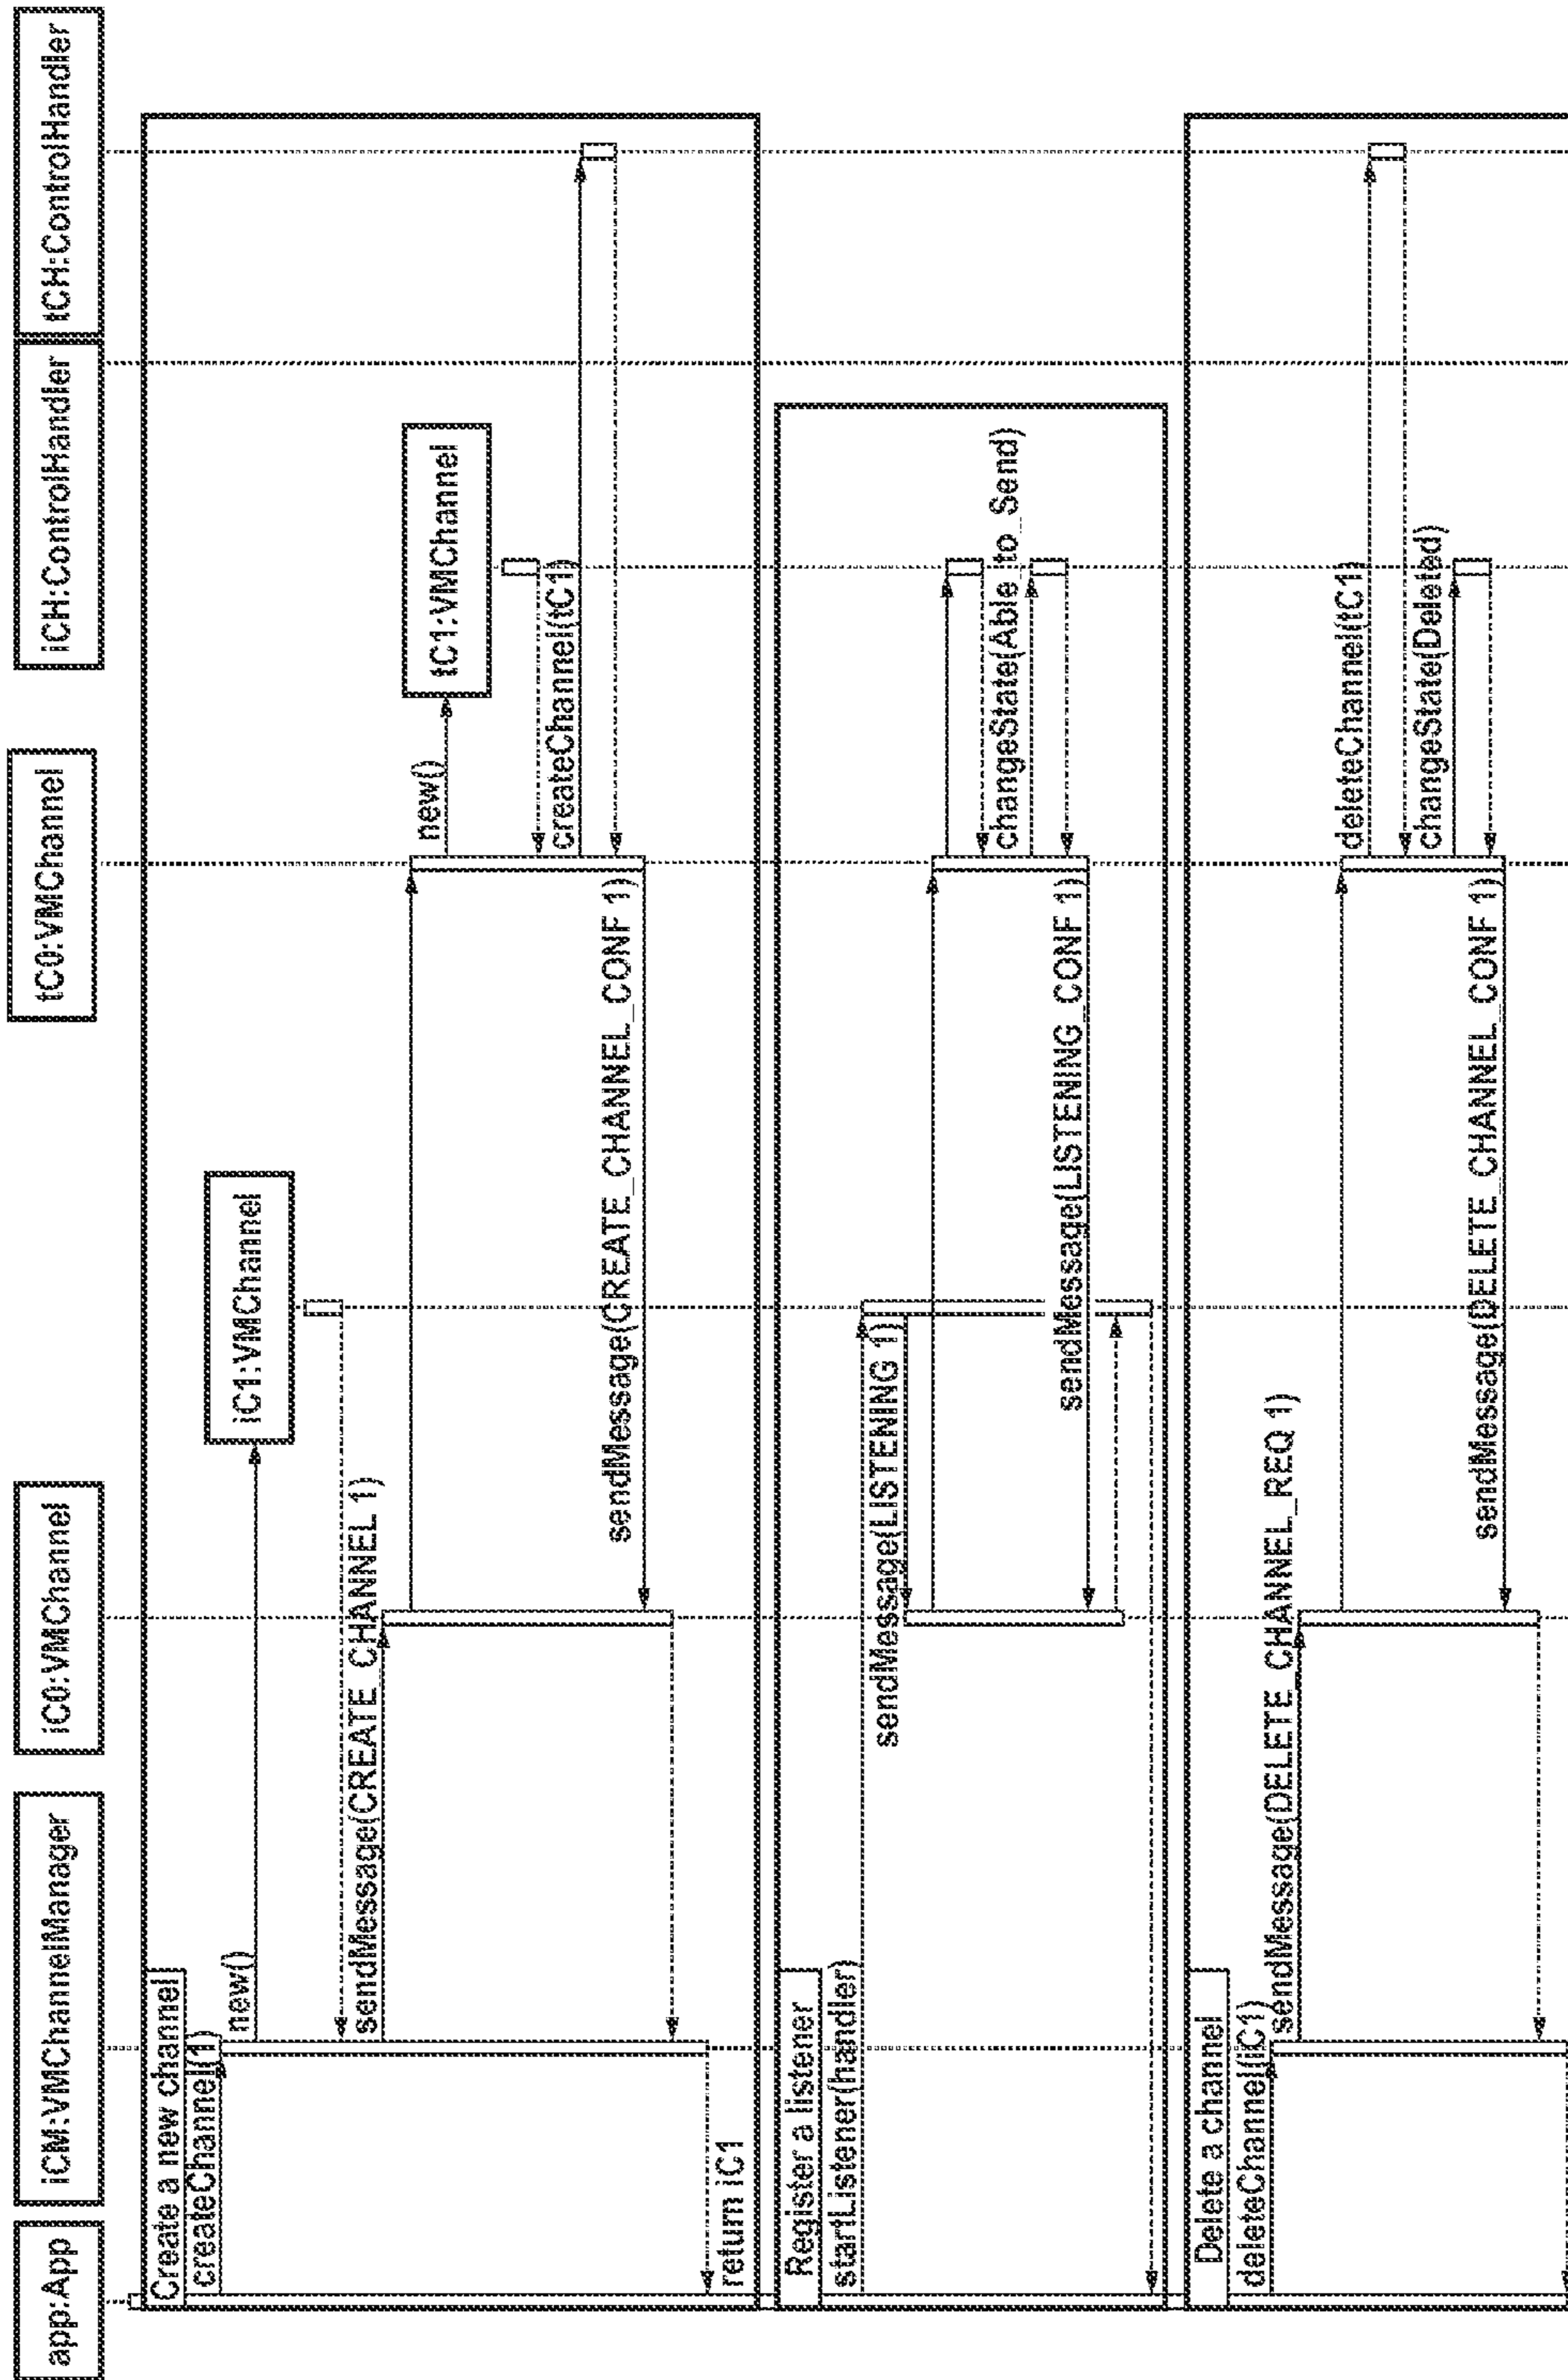 app:App
iCM:VMChannelManager
iC0:VMChannel
tC0:VMChannel
iCH:ControlHandler
tCH:ControlHandler
Create a new channel
createChannel(1)
new()
iC1:VMChannel
sendMessage(CREATE_CHANNEL 1)
new()
tC1:VMChannel
createChannel(tC1)
sendMessage(CREATE_CHANNEL_CONF 1)
return iC1
Register a listener
startListener(handler)
sendMessage(LISTENING 1)
changeState(Able_to_Send)
sendMessage(LISTENING_CONF 1)
Delete a channel
deleteChannel(iC1)
sendMessage(DELETE_CHANNEL_REQ 1)
deleteChannel(tC1)
changeState(Deleted)
sendMessage(DELETE_CHANNEL_CONF 1)